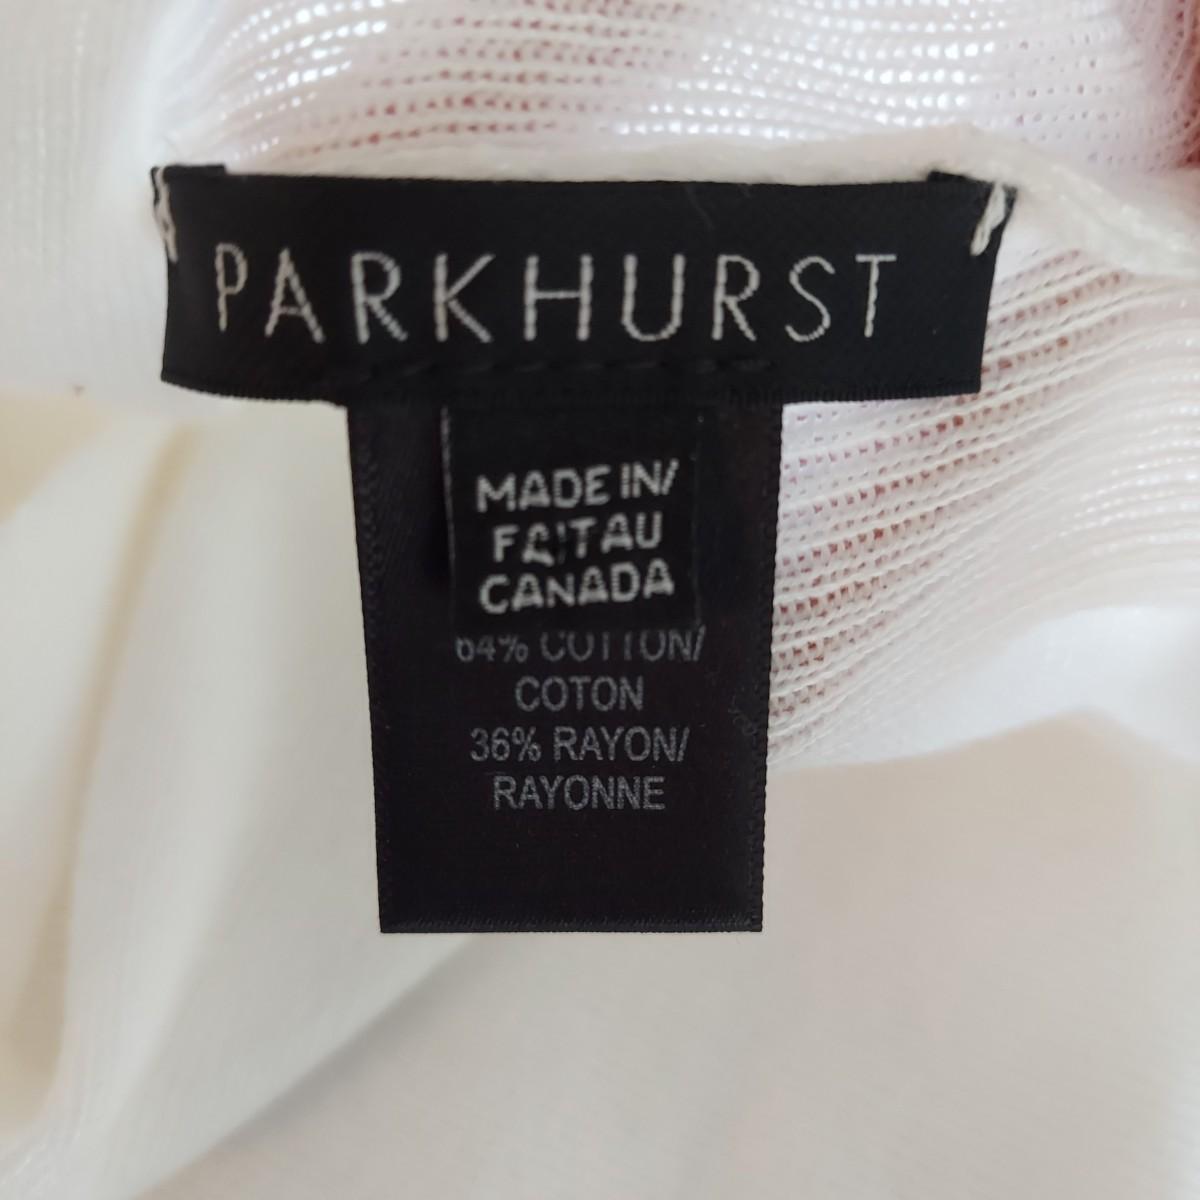 PARKHURST
MADE IN/
FAIT AU
CANADA
64% COTTON/
COTON
36% RAYON/
RAYONNE